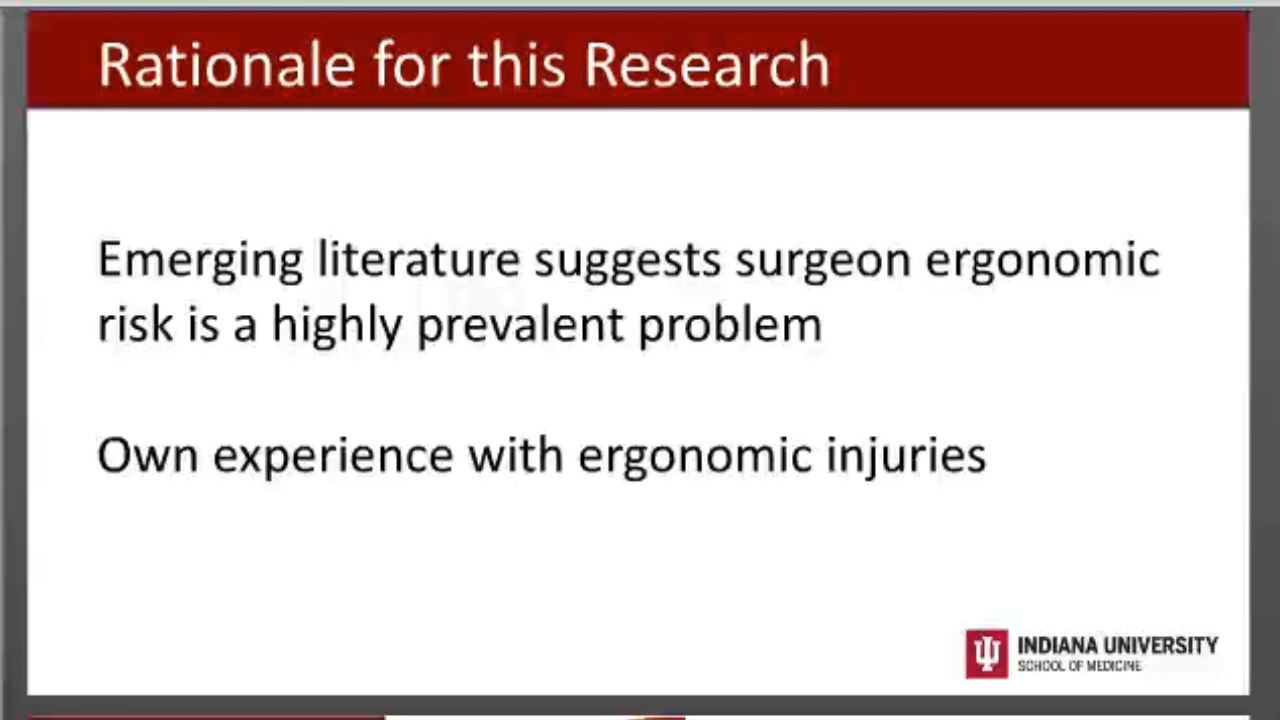 Rationale for this Research
Emerging literature suggests surgeon ergonomic
risk is a highly prevalent problem
Own experience with ergonomic injuries
INDIANA UNIVERSITY
SCHOOL OF MEDICINE